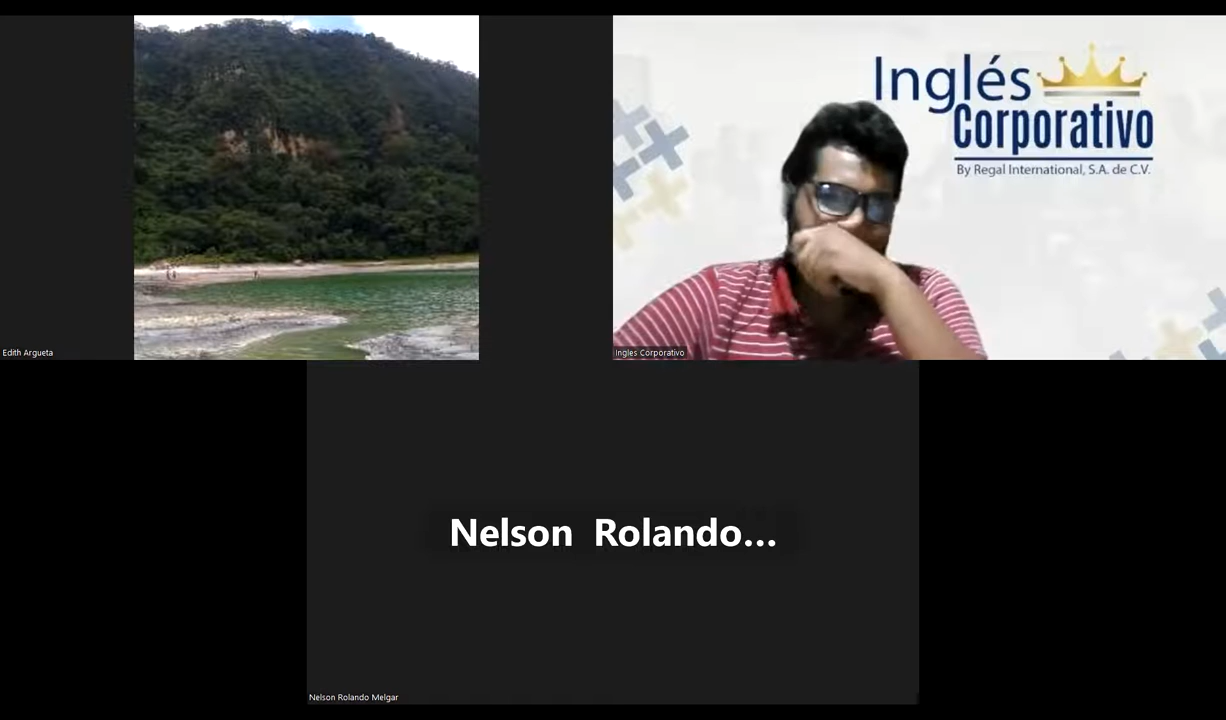 Inglés
Corporativo
By Regal International, S.A. de C.V.
Edith Argueta
Ingles Corporativo
Nelson Rolando...
Nelson Rolando Melgar